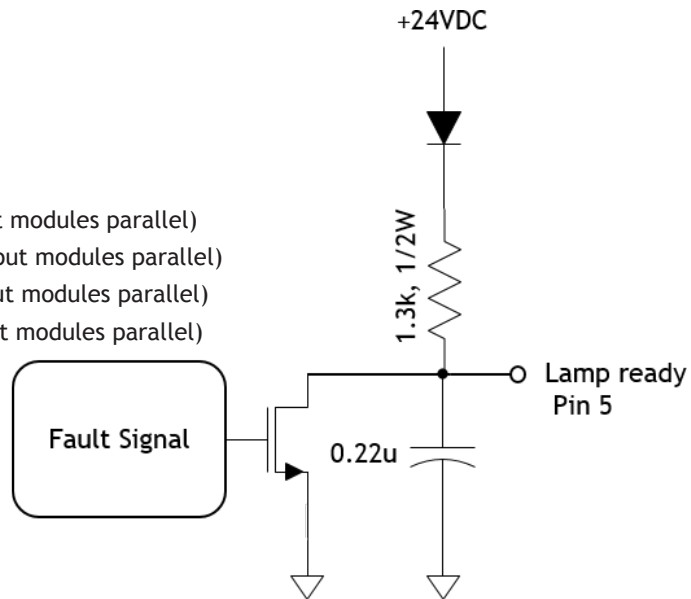 +24VDC
t modules parallel)
put modules parallel)
ut modules parallel)
t modules parallel)
1.3k, 1/2W
Lamp ready
Pin 5
Fault Signal
0.22u